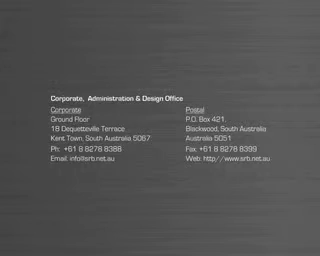 Corporate, Administration & Design Office
Corporate
Ground Floor
18 Dequetteville Terrace
Kent Town, South Australia 5067
Ph: +61 8 8278 8388
Email: info@srb.net.au
Postal
P.O. Box 421,
Blackwood, South Australia
Australia 5051
Fax: +61 8 8278 8399
Web: http//www.srb.net.au